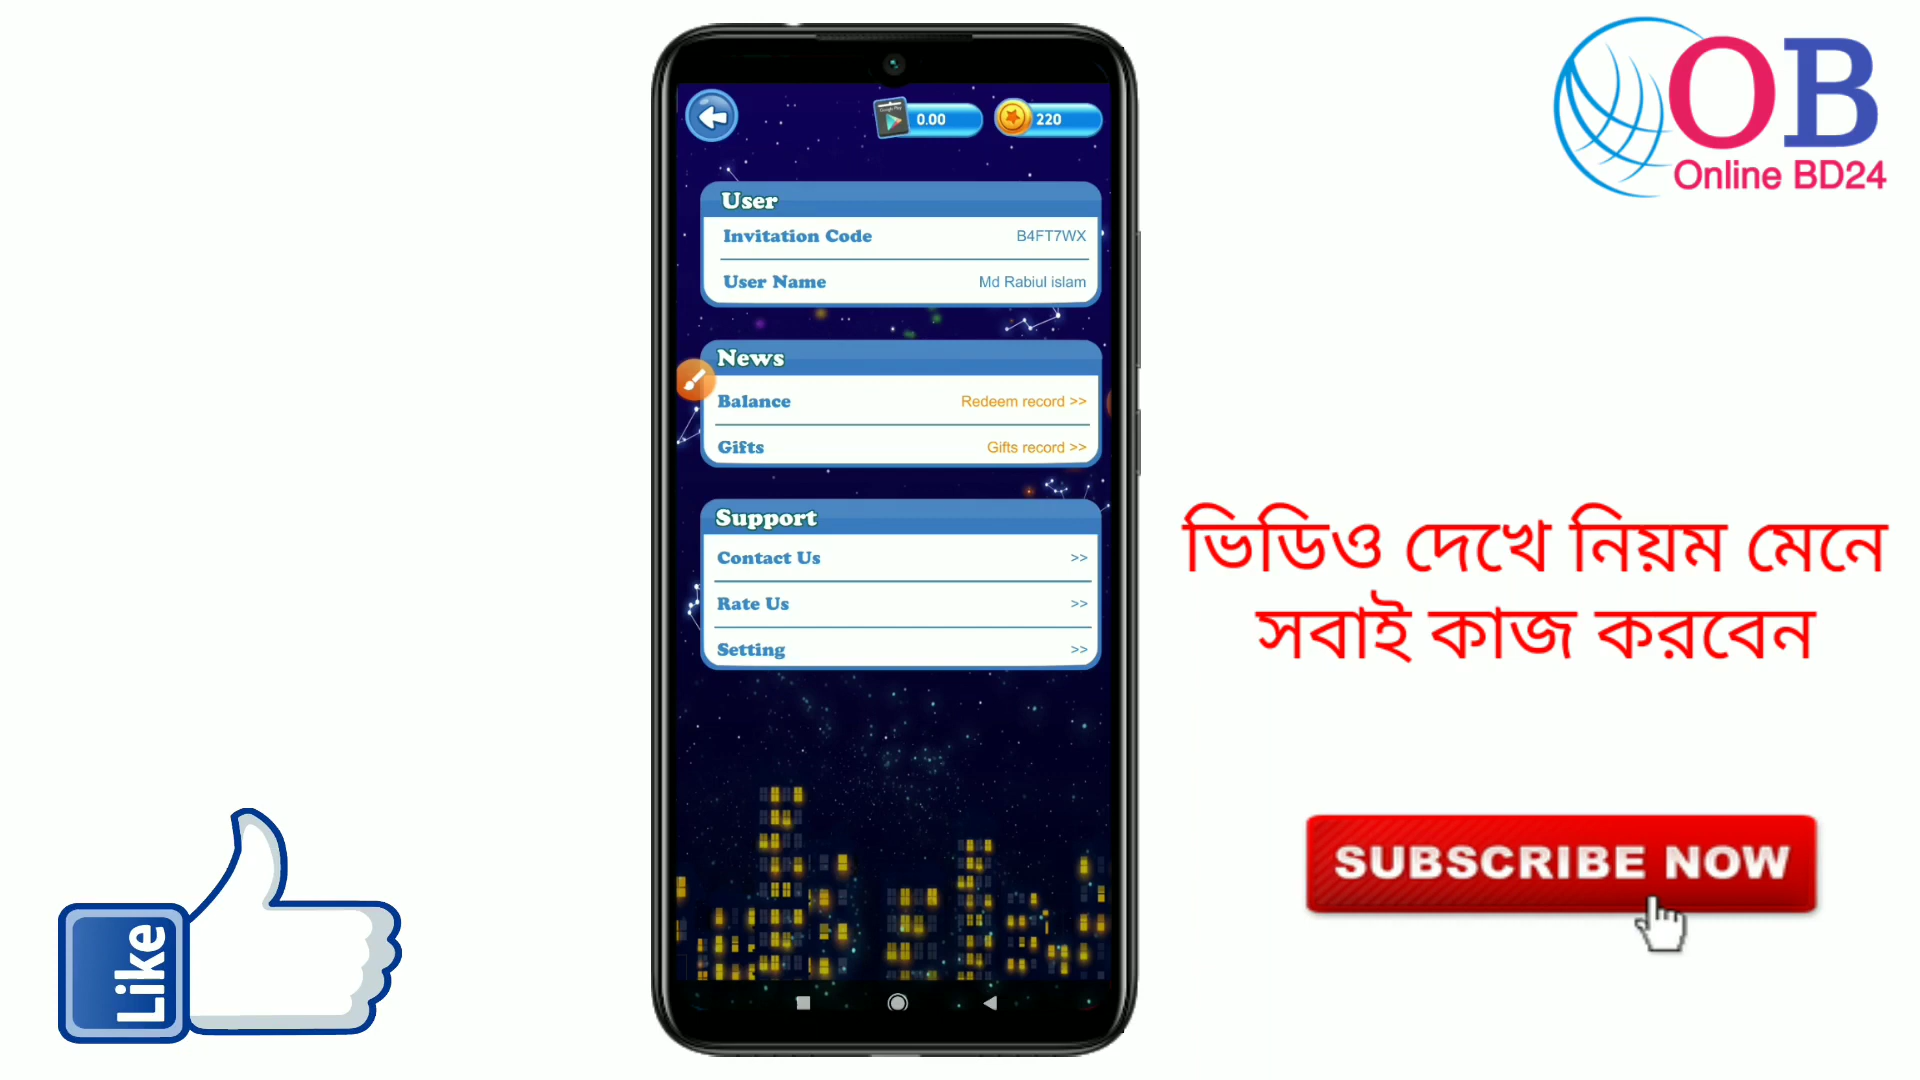 OB
Online BD24
0.00
220
User
Invitation Code B4FT7WX
User Name Md Rabiul islam
News
Balance Redeem record >>
Gifts Gifts record >>
Support
Contact Us >>
Rate Us >>
Setting >>
ভিডিও দেখে নিয়ম মেনে
সবাই কাজ করবেন
SUBSCRIBE NOW
Like